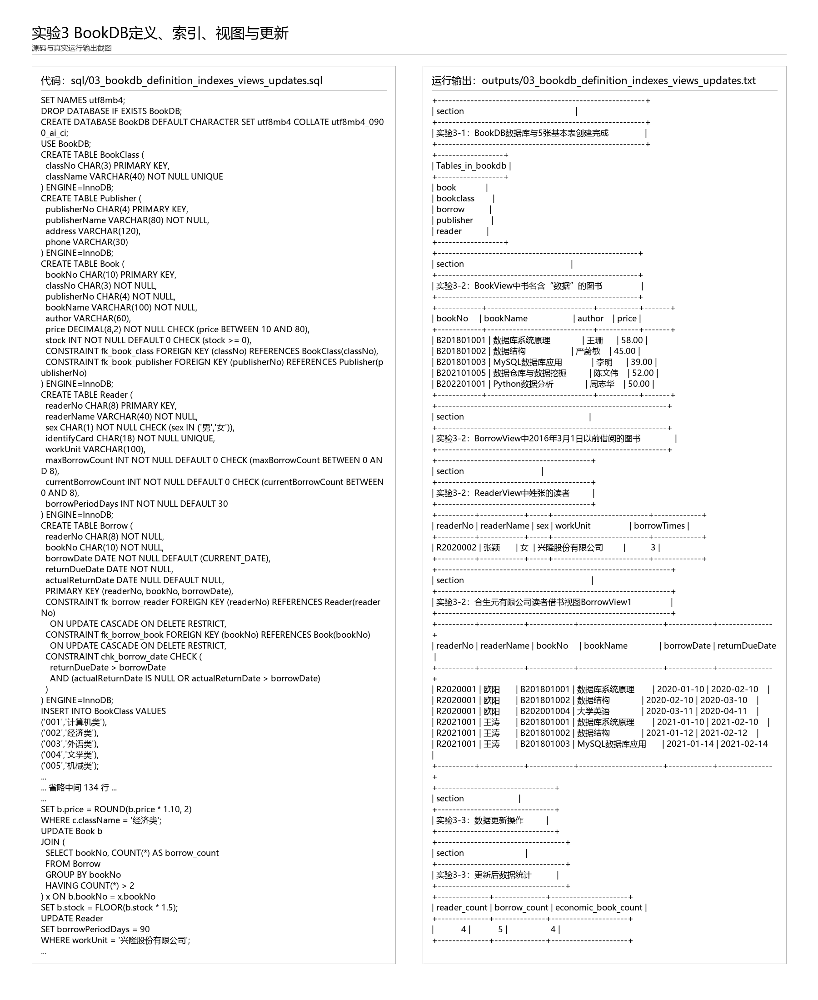 实验3 BookDB定义、索引、视图与更新
源码与真实运行输出截图
代码：sql/03_bookdb_definition_indexes_views_updates.sql
SET NAMES utf8mb4;
DROP DATABASE IF EXISTS BookDB;
CREATE DATABASE BookDB DEFAULT CHARACTER SET utf8mb4 COLLATE utf8mb4_090
0_ai_ci;
USE BookDB;
CREATE TABLE BookClass (
  classNo CHAR(3) PRIMARY KEY,
  className VARCHAR(40) NOT NULL UNIQUE
) ENGINE=InnoDB;
CREATE TABLE Publisher (
  publisherNo CHAR(4) PRIMARY KEY,
  publisherName VARCHAR(80) NOT NULL,
  address VARCHAR(120),
  phone VARCHAR(30)
) ENGINE=InnoDB;
CREATE TABLE Book (
  bookNo CHAR(10) PRIMARY KEY,
  classNo CHAR(3) NOT NULL,
  publisherNo CHAR(4) NOT NULL,
  bookName VARCHAR(100) NOT NULL,
  author VARCHAR(60),
  price DECIMAL(8,2) NOT NULL CHECK (price BETWEEN 10 AND 80),
  stock INT NOT NULL DEFAULT 0 CHECK (stock >= 0),
  CONSTRAINT fk_book_class FOREIGN KEY (classNo) REFERENCES BookClass(classNo),
  CONSTRAINT fk_book_publisher FOREIGN KEY (publisherNo) REFERENCES Publisher(p
ublisherNo)
) ENGINE=InnoDB;
CREATE TABLE Reader (
  readerNo CHAR(8) PRIMARY KEY,
  readerName VARCHAR(40) NOT NULL,
  sex CHAR(1) NOT NULL CHECK (sex IN ('男','女')),
  identifyCard CHAR(18) NOT NULL UNIQUE,
  workUnit VARCHAR(100),
  maxBorrowCount INT NOT NULL DEFAULT 0 CHECK (maxBorrowCount BETWEEN 0 AN
D 8),
  currentBorrowCount INT NOT NULL DEFAULT 0 CHECK (currentBorrowCount BETWEEN
0 AND 8),
  borrowPeriodDays INT NOT NULL DEFAULT 30
) ENGINE=InnoDB;
CREATE TABLE Borrow (
  readerNo CHAR(8) NOT NULL,
  bookNo CHAR(10) NOT NULL,
  borrowDate DATE NOT NULL DEFAULT (CURRENT_DATE),
  returnDueDate DATE NOT NULL,
  actualReturnDate DATE NULL DEFAULT NULL,
  PRIMARY KEY (readerNo, bookNo, borrowDate),
  CONSTRAINT fk_borrow_reader FOREIGN KEY (readerNo) REFERENCES Reader(reader
No)
    ON UPDATE CASCADE ON DELETE RESTRICT,
  CONSTRAINT fk_borrow_book FOREIGN KEY (bookNo) REFERENCES Book(bookNo)
    ON UPDATE CASCADE ON DELETE RESTRICT,
  CONSTRAINT chk_borrow_date CHECK (
    returnDueDate > borrowDate
    AND (actualReturnDate IS NULL OR actualReturnDate > borrowDate)
  )
) ENGINE=InnoDB;
INSERT INTO BookClass VALUES
('001','计算机类'),
('002','经济类'),
('003','外语类'),
('004','文学类'),
('005','机械类');
...
... 省略中间 134 行 ...
...
SET b.price = ROUND(b.price * 1.10, 2)
WHERE c.className = '经济类';
UPDATE Book b
JOIN (
  SELECT bookNo, COUNT(*) AS borrow_count
  FROM Borrow
  GROUP BY bookNo
  HAVING COUNT(*) > 2
) x ON b.bookNo = x.bookNo
SET b.stock = FLOOR(b.stock * 1.5);
UPDATE Reader
SET borrowPeriodDays = 90
WHERE workUnit = '兴隆股份有限公司';
...
运行输出：outputs/03_bookdb_definition_indexes_views_updates.txt
+---------------------------------------------------------+
| section |
+---------------------------------------------------------+
| 实验3-1：BookDB数据库与5张基本表创建完成 |
+---------------------------------------------------------+
+------------------+
| Tables_in_bookdb |
+------------------+
| book |
| bookclass |
| borrow |
| publisher |
| reader |
+------------------+
+-------------------------------------------------------+
| section |
+-------------------------------------------------------+
| 实验3-2：BookView中书名含“数据”的图书 |
+-------------------------------------------------------+
+------------+-----------------------------+-----------+-------+
| bookNo | bookName | author | price |
+------------+-----------------------------+-----------+-------+
| B201801001 | 数据库系统原理 | 王珊 | 58.00 |
| B201801002 | 数据结构 | 严蔚敏 | 45.00 |
| B201801003 | MySQL数据库应用 | 李明 | 39.00 |
| B202101005 | 数据仓库与数据挖掘 | 陈文伟 | 52.00 |
| B202201001 | Python数据分析 | 周志华 | 50.00 |
+------------+-----------------------------+-----------+-------+
+---------------------------------------------------------------+
| section |
+---------------------------------------------------------------+
| 实验3-2：BorrowView中2016年3月1日以前借阅的图书 |
+---------------------------------------------------------------+
+------------------------------------------+
| section |
+------------------------------------------+
| 实验3-2：ReaderView中姓张的读者 |
+------------------------------------------+
+----------+------------+-----+--------------------------+-------------+
| readerNo | readerName | sex | workUnit | borrowTimes |
+----------+------------+-----+--------------------------+-------------+
| R2020002 | 张颖 | 女 | 兴隆股份有限公司 | 3 |
+----------+------------+-----+--------------------------+-------------+
+----------------------------------------------------------------+
| section |
+----------------------------------------------------------------+
| 实验3-2：合生元有限公司读者借书视图BorrowView1 |
+----------------------------------------------------------------+
+----------+------------+------------+-----------------------+------------+---------------
+
| readerNo | readerName | bookNo | bookName | borrowDate | returnDueDate
|
+----------+------------+------------+-----------------------+------------+---------------
+
| R2020001 | 欧阳 | B201801001 | 数据库系统原理 | 2020-01-10 | 2020-02-10 |
| R2020001 | 欧阳 | B201801002 | 数据结构 | 2020-02-10 | 2020-03-10 |
| R2020001 | 欧阳 | B202001004 | 大学英语 | 2020-03-11 | 2020-04-11 |
| R2021001 | 王涛 | B201801001 | 数据库系统原理 | 2021-01-10 | 2021-02-10 |
| R2021001 | 王涛 | B201801002 | 数据结构 | 2021-01-12 | 2021-02-12 |
| R2021001 | 王涛 | B201801003 | MySQL数据库应用 | 2021-01-14 | 2021-02-14
|
+----------+------------+------------+-----------------------+------------+---------------
+
+--------------------------------+
| section |
+--------------------------------+
| 实验3-3：数据更新操作 |
+--------------------------------+
+-----------------------------------+
| section |
+-----------------------------------+
| 实验3-3：更新后数据统计 |
+-----------------------------------+
+--------------+--------------+---------------------+
| reader_count | borrow_count | economic_book_count |
+--------------+--------------+---------------------+
| 4 | 5 | 4 |
+--------------+--------------+---------------------+